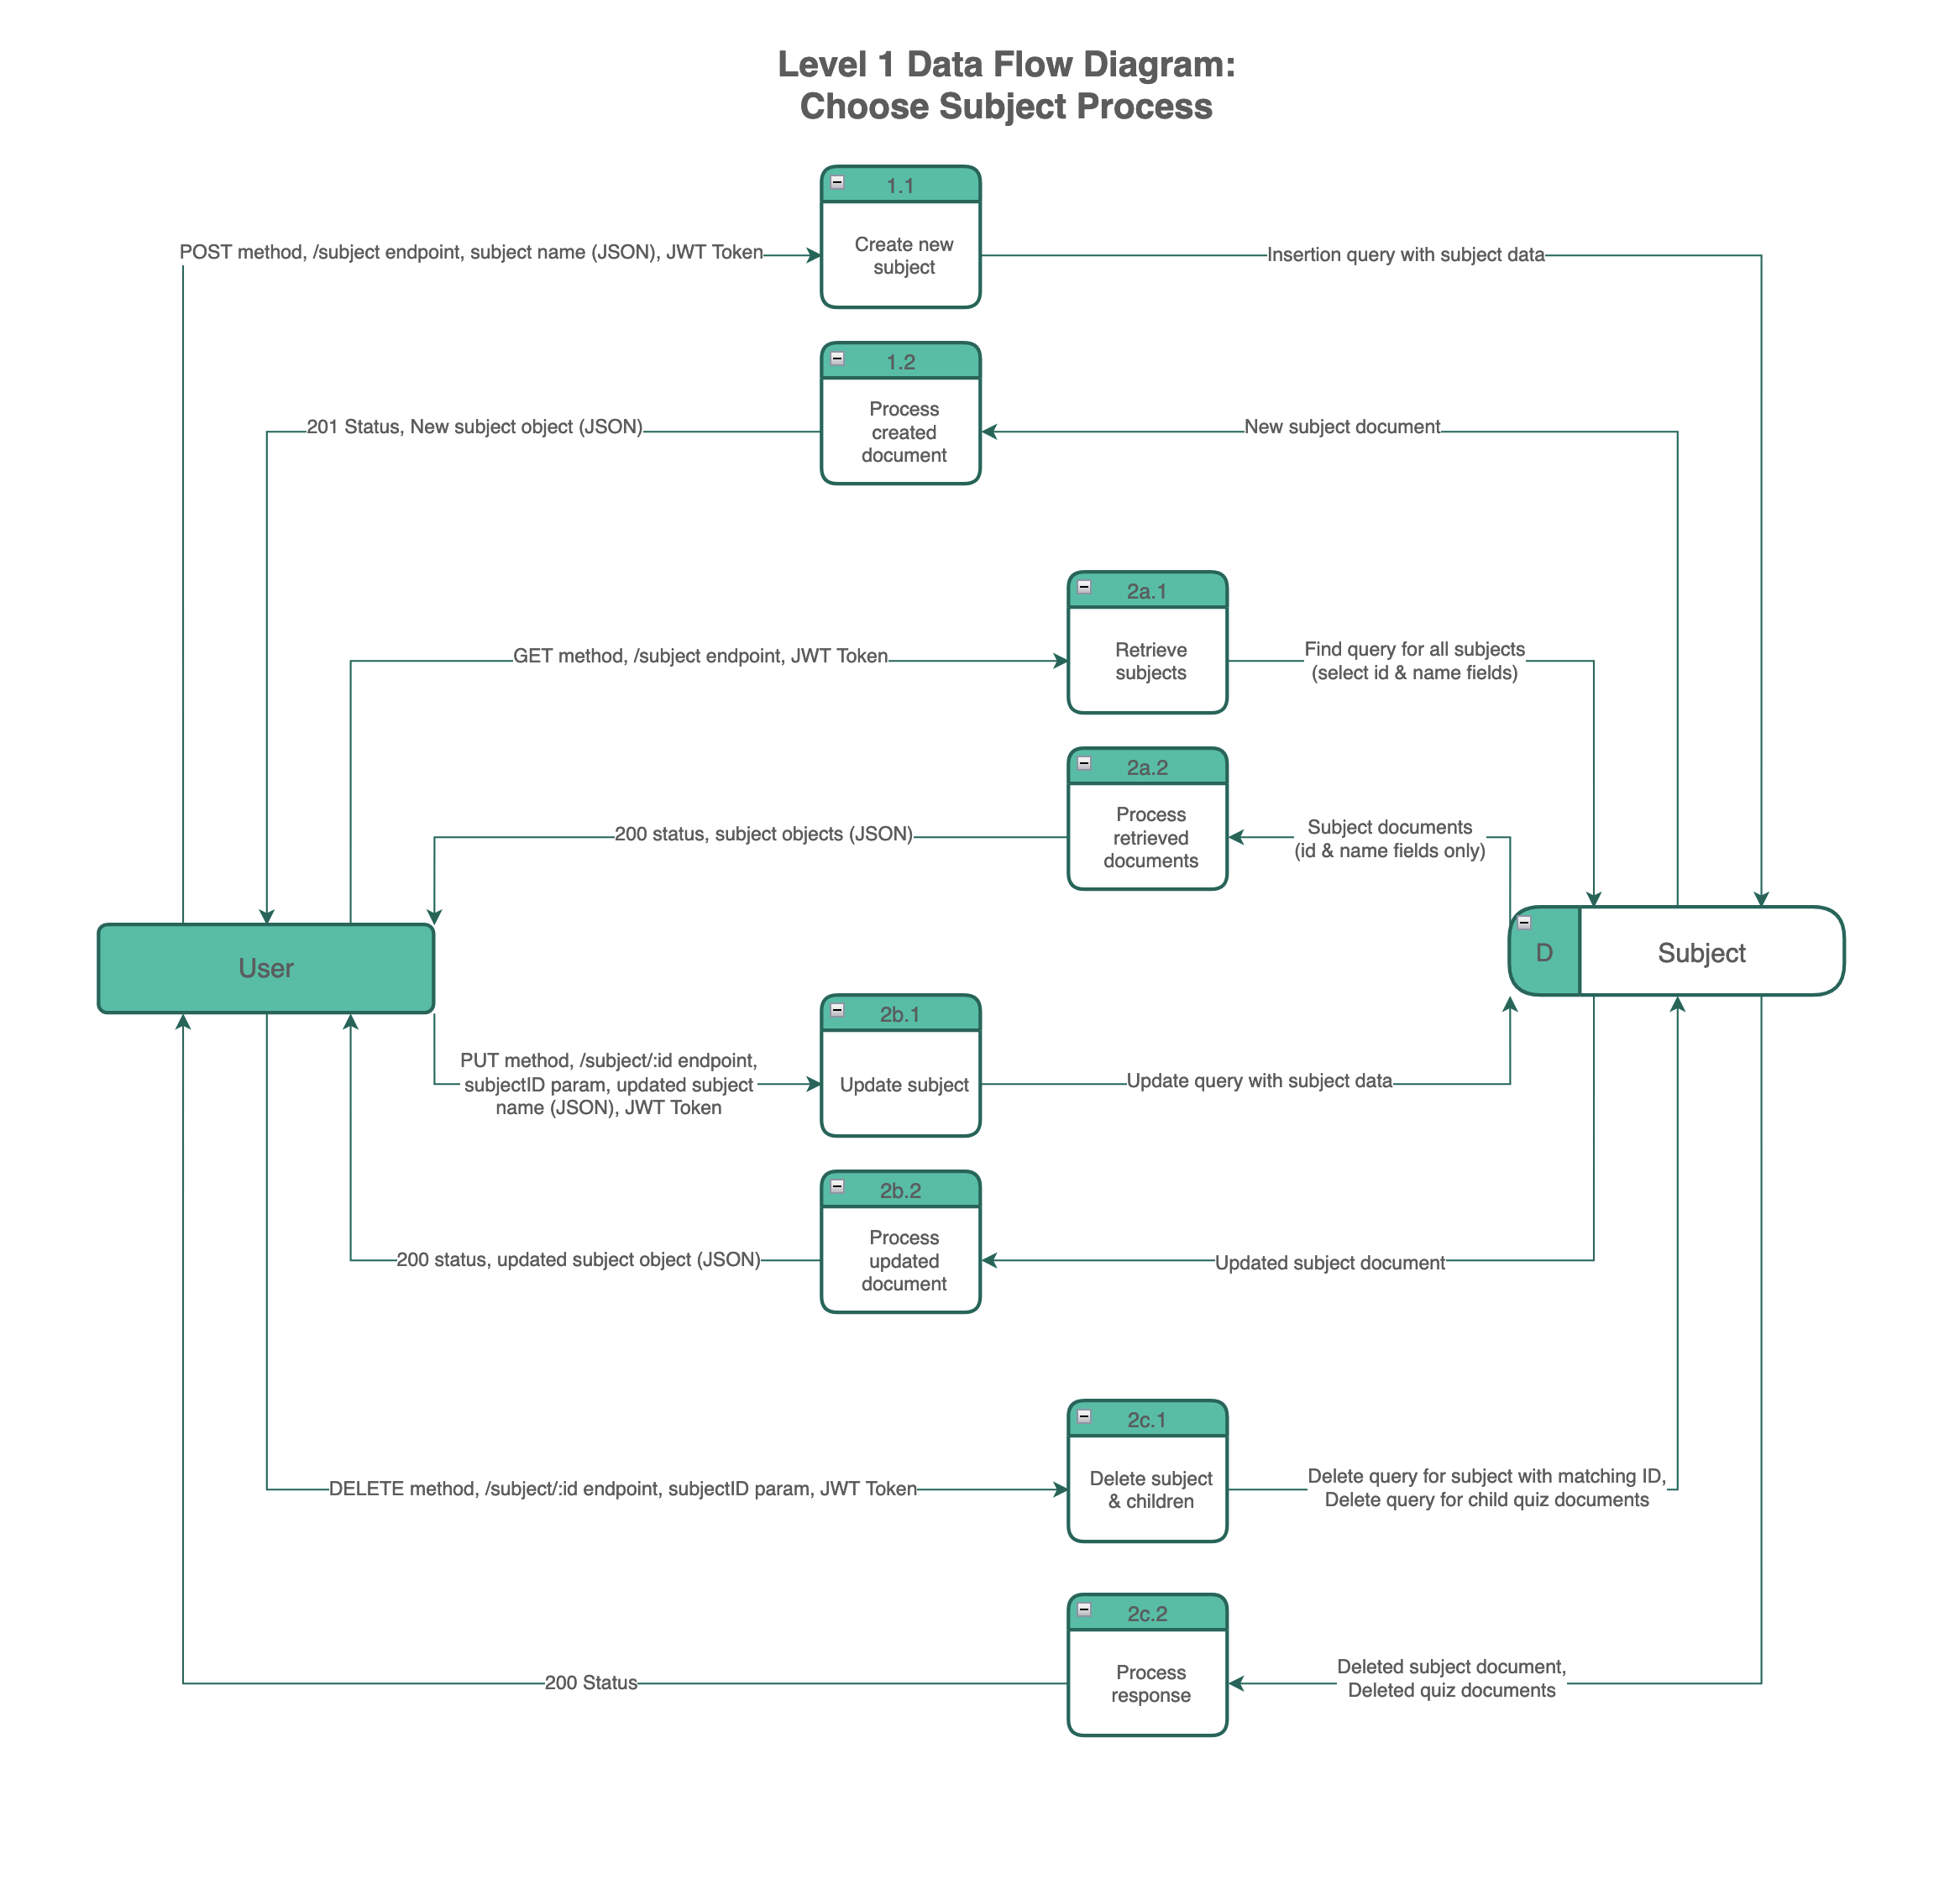 Level 1 Data Flow Diagram:
Choose Subject Process
1.1
POST method, /subject endpoint, subject name (JSON), JWT Token
Create new
subject
Insertion query with subject data
1.2
201 Status, New subject object (JSON)
Process
created
document
New subject document
2a.1
GET method, /subject endpoint, JWT Token
Retrieve
subjects
Find query for all subjects
(select id & name fields)
2a.2
200 status, subject objects (JSON)
Process
retrieved
documents
Subject documents
(id & name fields only)
User
D
Subject
2b.1
PUT method, /subject/:id endpoint,
subjectID param, updated subject
name (JSON), JWT Token
Update subject
Update query with subject data
2b.2
200 status, updated subject object (JSON)
Process
updated
document
Updated subject document
2c.1
DELETE method, /subject/:id endpoint, subjectID param, JWT Token
Delete subject
& children
Delete query for subject with matching ID,
Delete query for child quiz documents
2c.2
200 Status
Process
response
Deleted subject document,
Deleted quiz documents